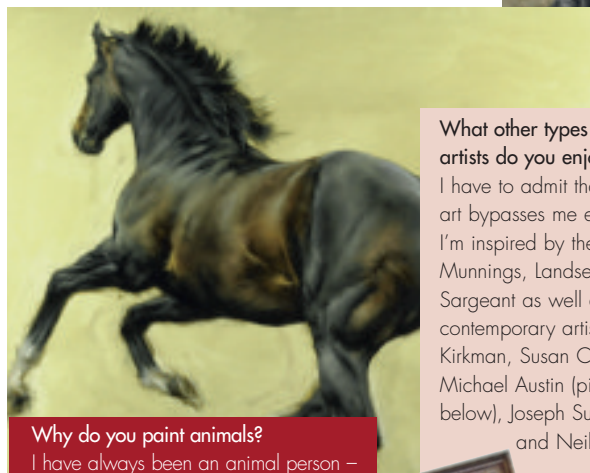 What other types
artists do you enj
I have to admit th
art bypasses me e
I'm inspired by the
Munnings, Landse
Sargeant as well
contemporary artis
Kirkman, Susan
Michael Austin (pi
below), Joseph Su
and Neil
Why do you paint animals?
I have always been an animal person –